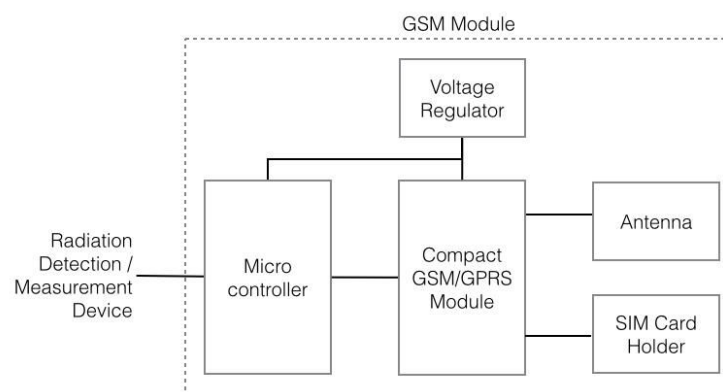 GSM Module
Voltage
Regulator
Radiation
Detection /
Measurement
Device
Micro
controller
Compact
GSM/GPRS
Module
Antenna
SIM Card
Holder